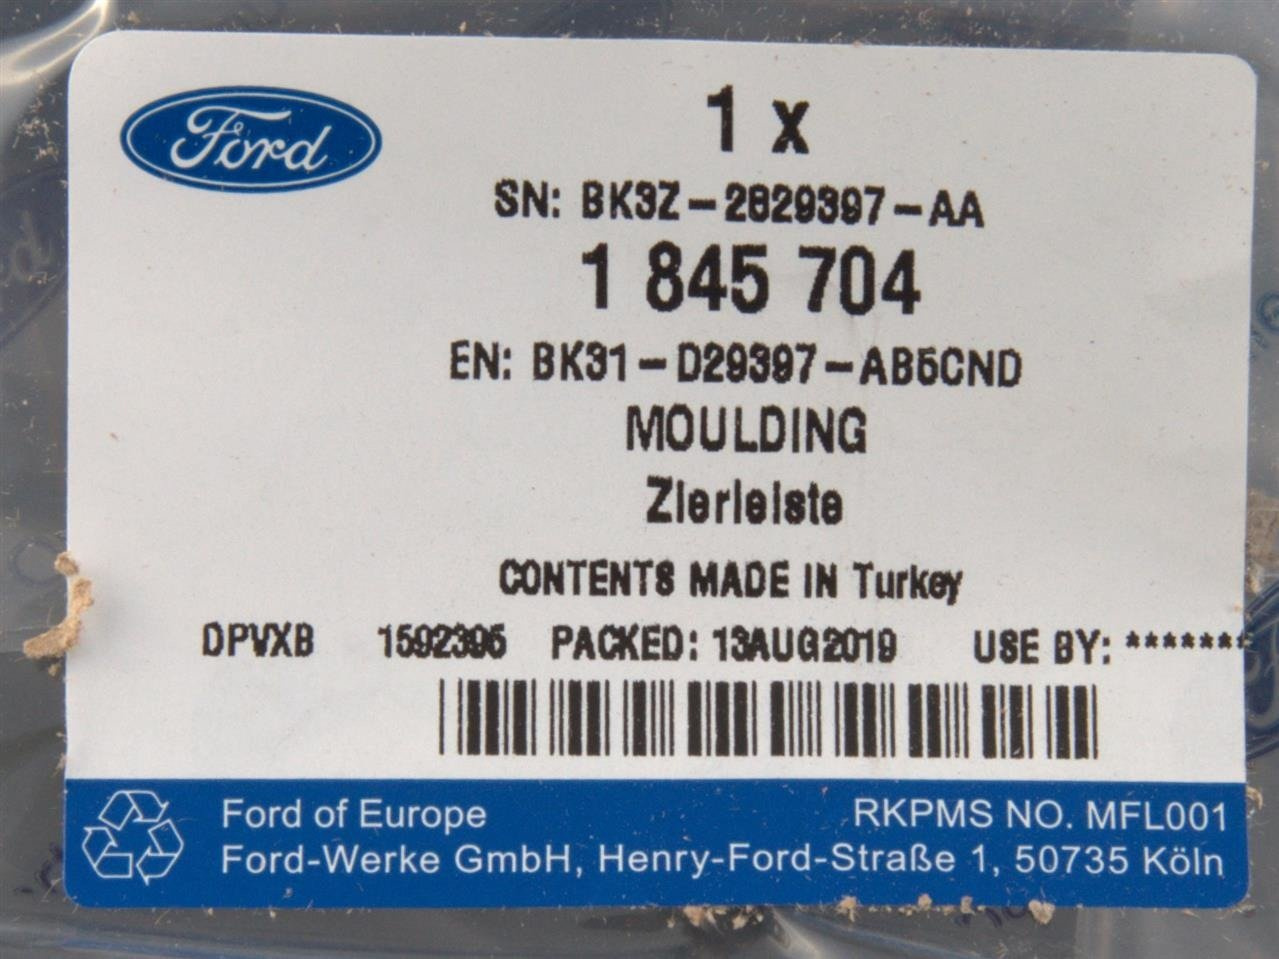 Ford
1 x
SN: BK3Z-2829397-AA
1 845 704
EN: BK31-D29397-AB5CND
MOULDING
Zierleiste
CONTENTS MADE IN Turkey
DPVXB 1592395 PACKED: 13AUG2019 USE BY: *******
Ford of Europe RKPMS NO. MFL001
Ford-Werke GmbH, Henry-Ford-Straße 1, 50735 Köln